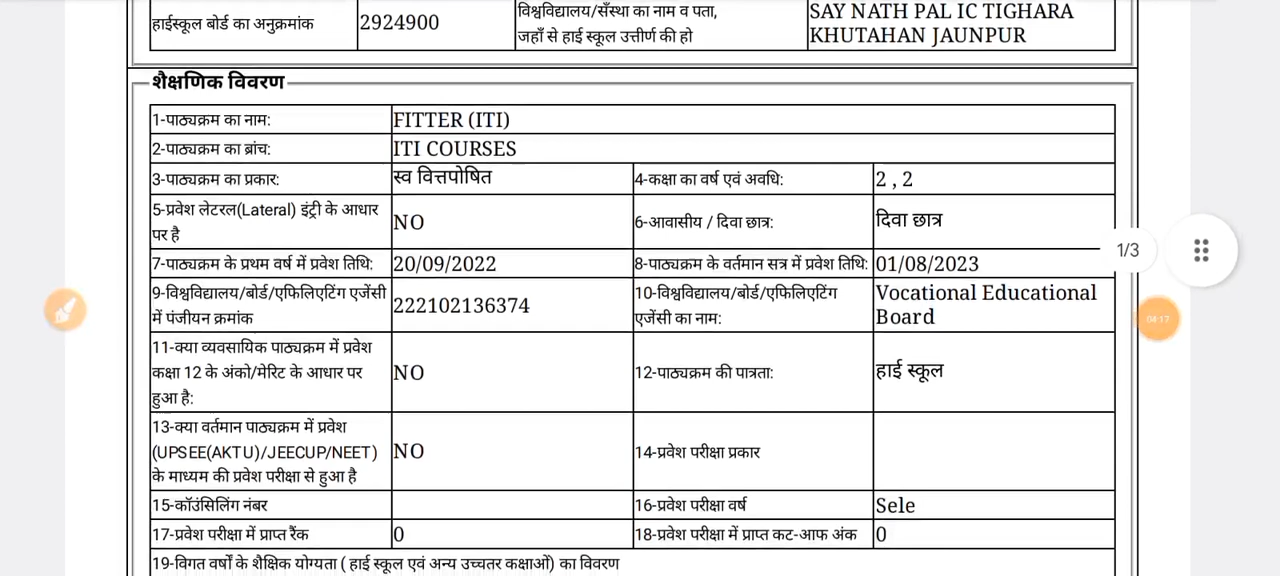 हाईस्कूल बोर्ड का अनुक्रमांक
2924900
विश्वविद्यालय/सँस्था का नाम व पता,
जहाँ से हाई स्कूल उत्तीर्ण की हो
SAY NATH PAL IC TIGHARA
KHUTAHAN JAUNPUR
शैक्षणिक विवरण
1-पाठ्यक्रम का नाम:
FITTER (ITI)
2-पाठ्यक्रम का ब्रांच:
ITI COURSES
3-पाठ्यक्रम का प्रकार:
स्व वित्तपोषित
4-कक्षा का वर्ष एवं अवधि:
2 , 2
5-प्रवेश लेटरल(Lateral) इंट्री के आधार
पर है
NO
6-आवासीय / दिवा छात्र:
दिवा छात्र
7-पाठ्यक्रम के प्रथम वर्ष में प्रवेश तिथि:
20/09/2022
8-पाठ्यक्रम के वर्तमान सत्र में प्रवेश तिथि:
01/08/2023
1/3
9-विश्वविद्यालय/बोर्ड/एफिलिएटिंग एजेंसी
में पंजीयन क्रमांक
222102136374
10-विश्वविद्यालय/बोर्ड/एफिलिएटिंग
एजेंसी का नाम:
Vocational Educational
Board
04:17
11-क्या व्यवसायिक पाठ्यक्रम में प्रवेश
कक्षा 12 के अंको/मेरिट के आधार पर
हुआ है:
NO
12-पाठ्यक्रम की पात्रता:
हाई स्कूल
13-क्या वर्तमान पाठ्यक्रम में प्रवेश
(UPSEE(AKTU)/JEECUP/NEET)
के माध्यम की प्रवेश परीक्षा से हुआ है
NO
14-प्रवेश परीक्षा प्रकार
15-कॉउंसिलिंग नंबर
16-प्रवेश परीक्षा वर्ष
Sele
17-प्रवेश परीक्षा में प्राप्त रैंक
0
18-प्रवेश परीक्षा में प्राप्त कट-आफ अंक
0
19-विगत वर्षों के शैक्षिक योग्यता ( हाई स्कूल एवं अन्य उच्चतर कक्षाओं) का विवरण